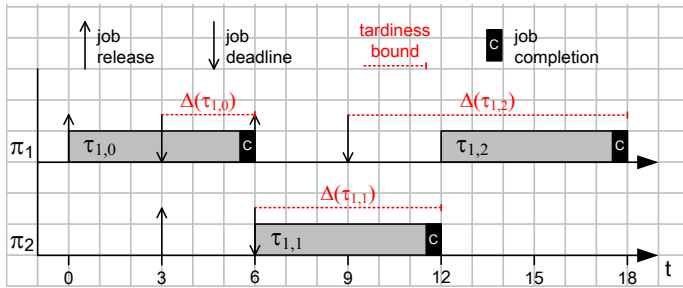 job
release
job
deadline
tardiness
bound
C
job
completion
Δ(τ1,0)
Δ(τ1,2)
π1
τ1,0
C
τ1,2
C
Δ(τ1,1)
π2
τ1,1
C
0 3 6 9 12 15 18 t